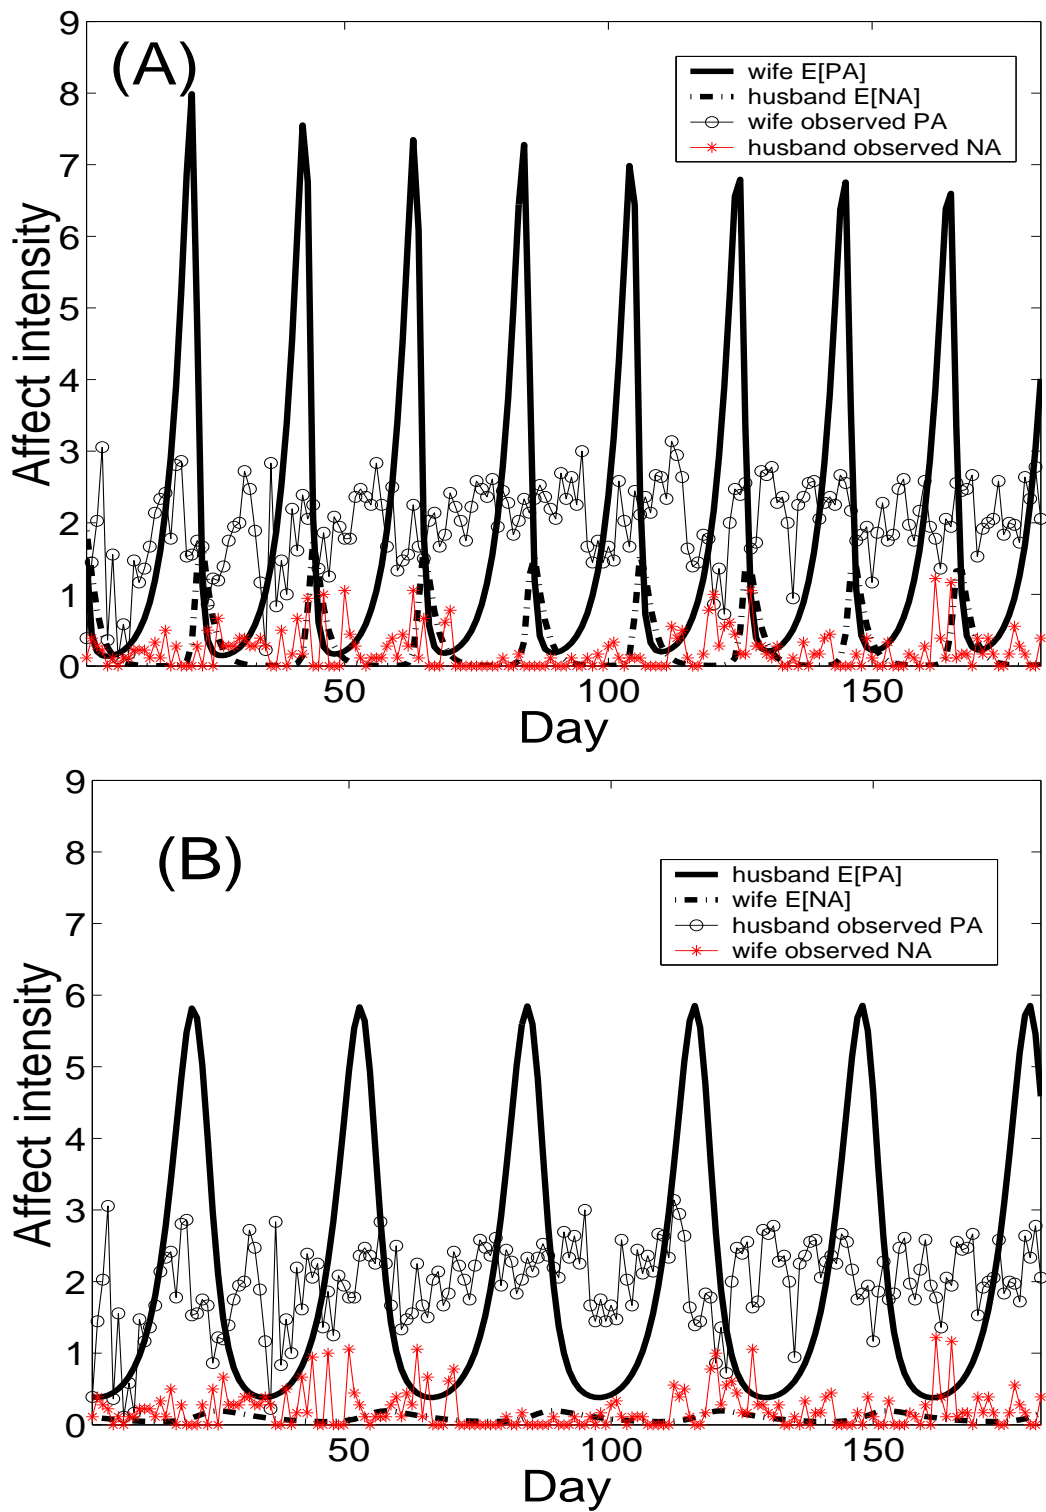 9
(A)
wife E[PA]
husband E[NA]
wife observed PA
husband observed NA
8
7
6
5
4
3
2
1
0
Affect intensity
50
100
150
Day
9
(B)
husband E[PA]
wife E[NA]
husband observed PA
wife observed NA
8
7
6
5
4
3
2
1
0
Affect intensity
50
100
150
Day